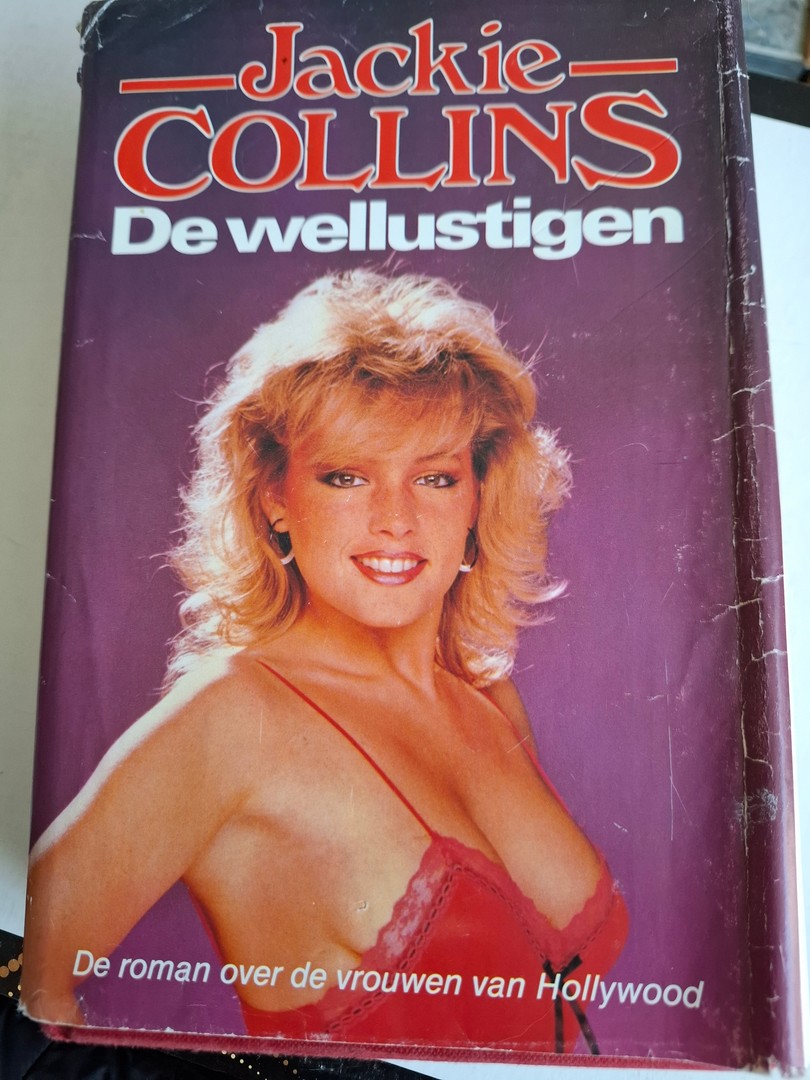 Jackie
COLLINS
De wellustigen
De roman over de vrouwen van Hollywood